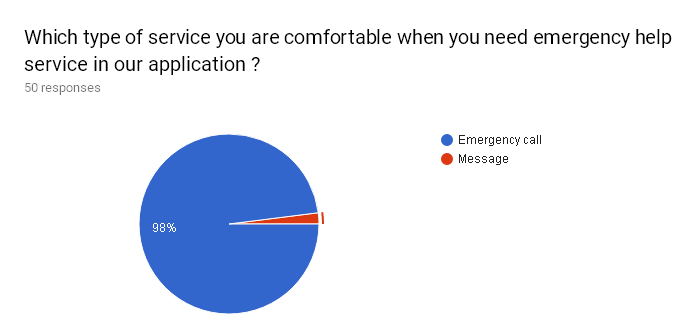 Which type of service you are comfortable when you need emergency help
service in our application ?
50 responses
Emergency call
Message
98%